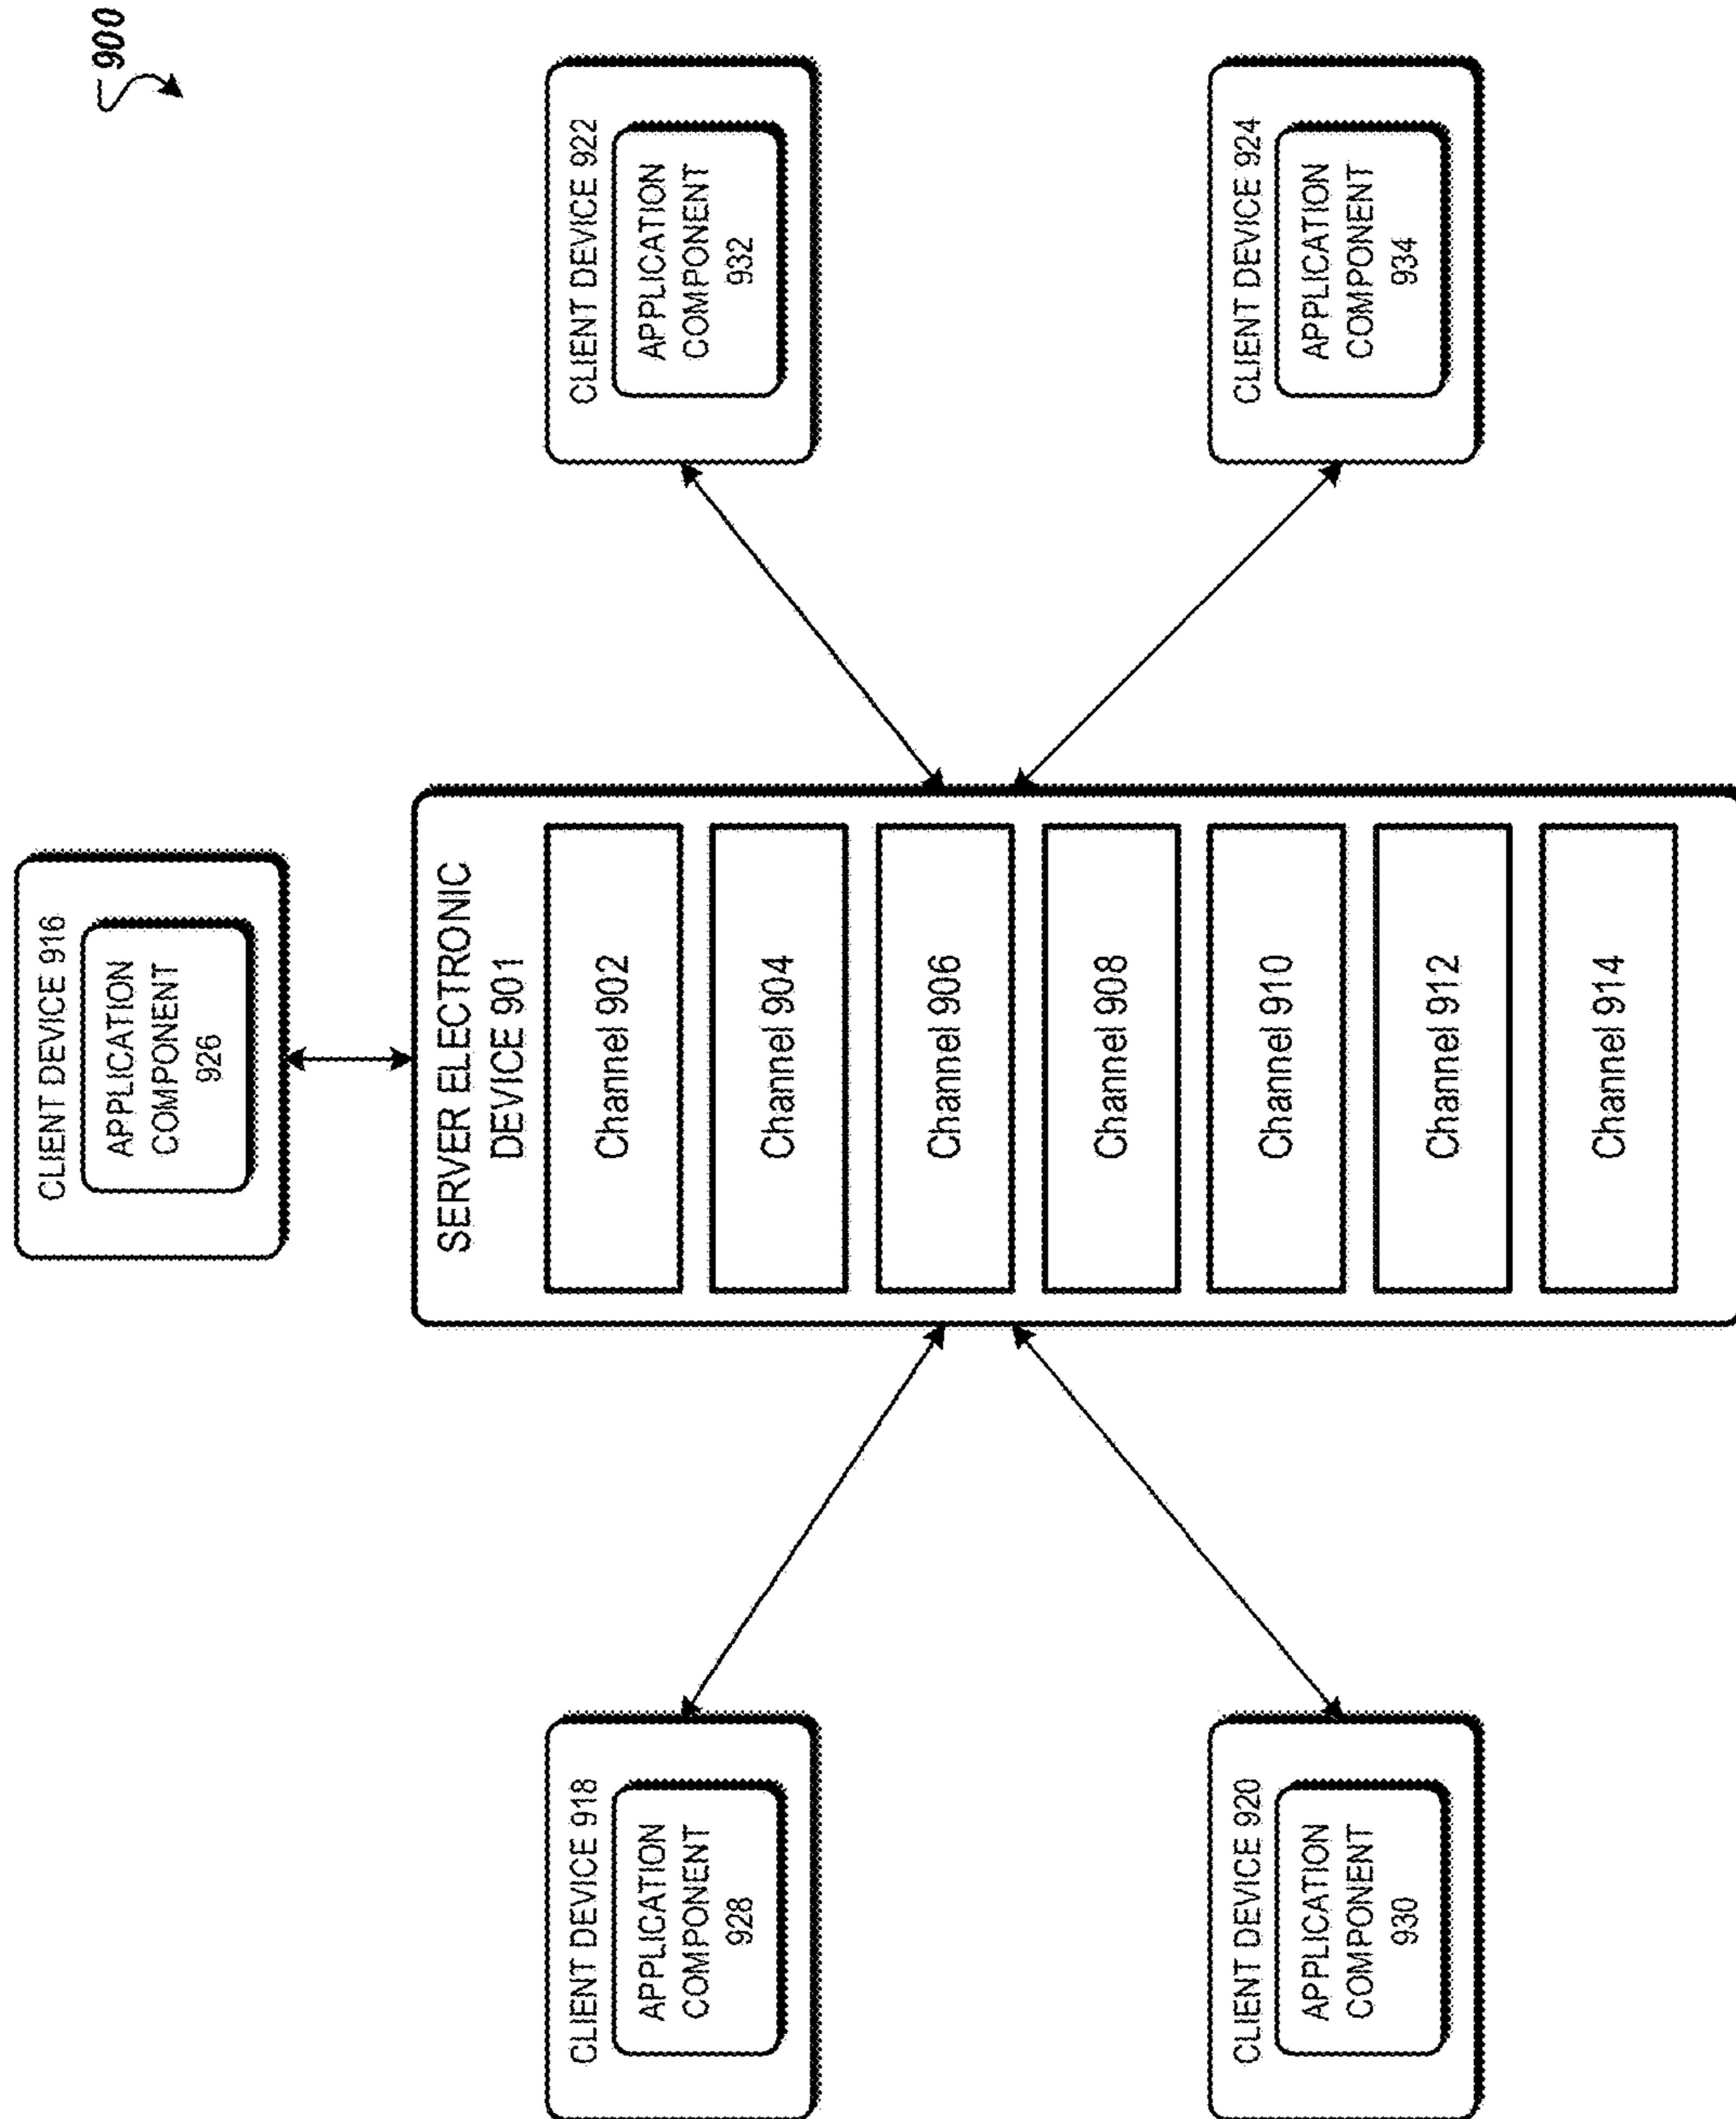 900
CLIENT DEVICE 916
APPLICATION
COMPONENT
926
SERVER ELECTRONIC
DEVICE 901
Channel 902
Channel 904
Channel 906
Channel 908
Channel 910
Channel 912
Channel 914
CLIENT DEVICE 918
APPLICATION
COMPONENT
928
CLIENT DEVICE 922
APPLICATION
COMPONENT
932
CLIENT DEVICE 920
APPLICATION
COMPONENT
930
CLIENT DEVICE 924
APPLICATION
COMPONENT
934